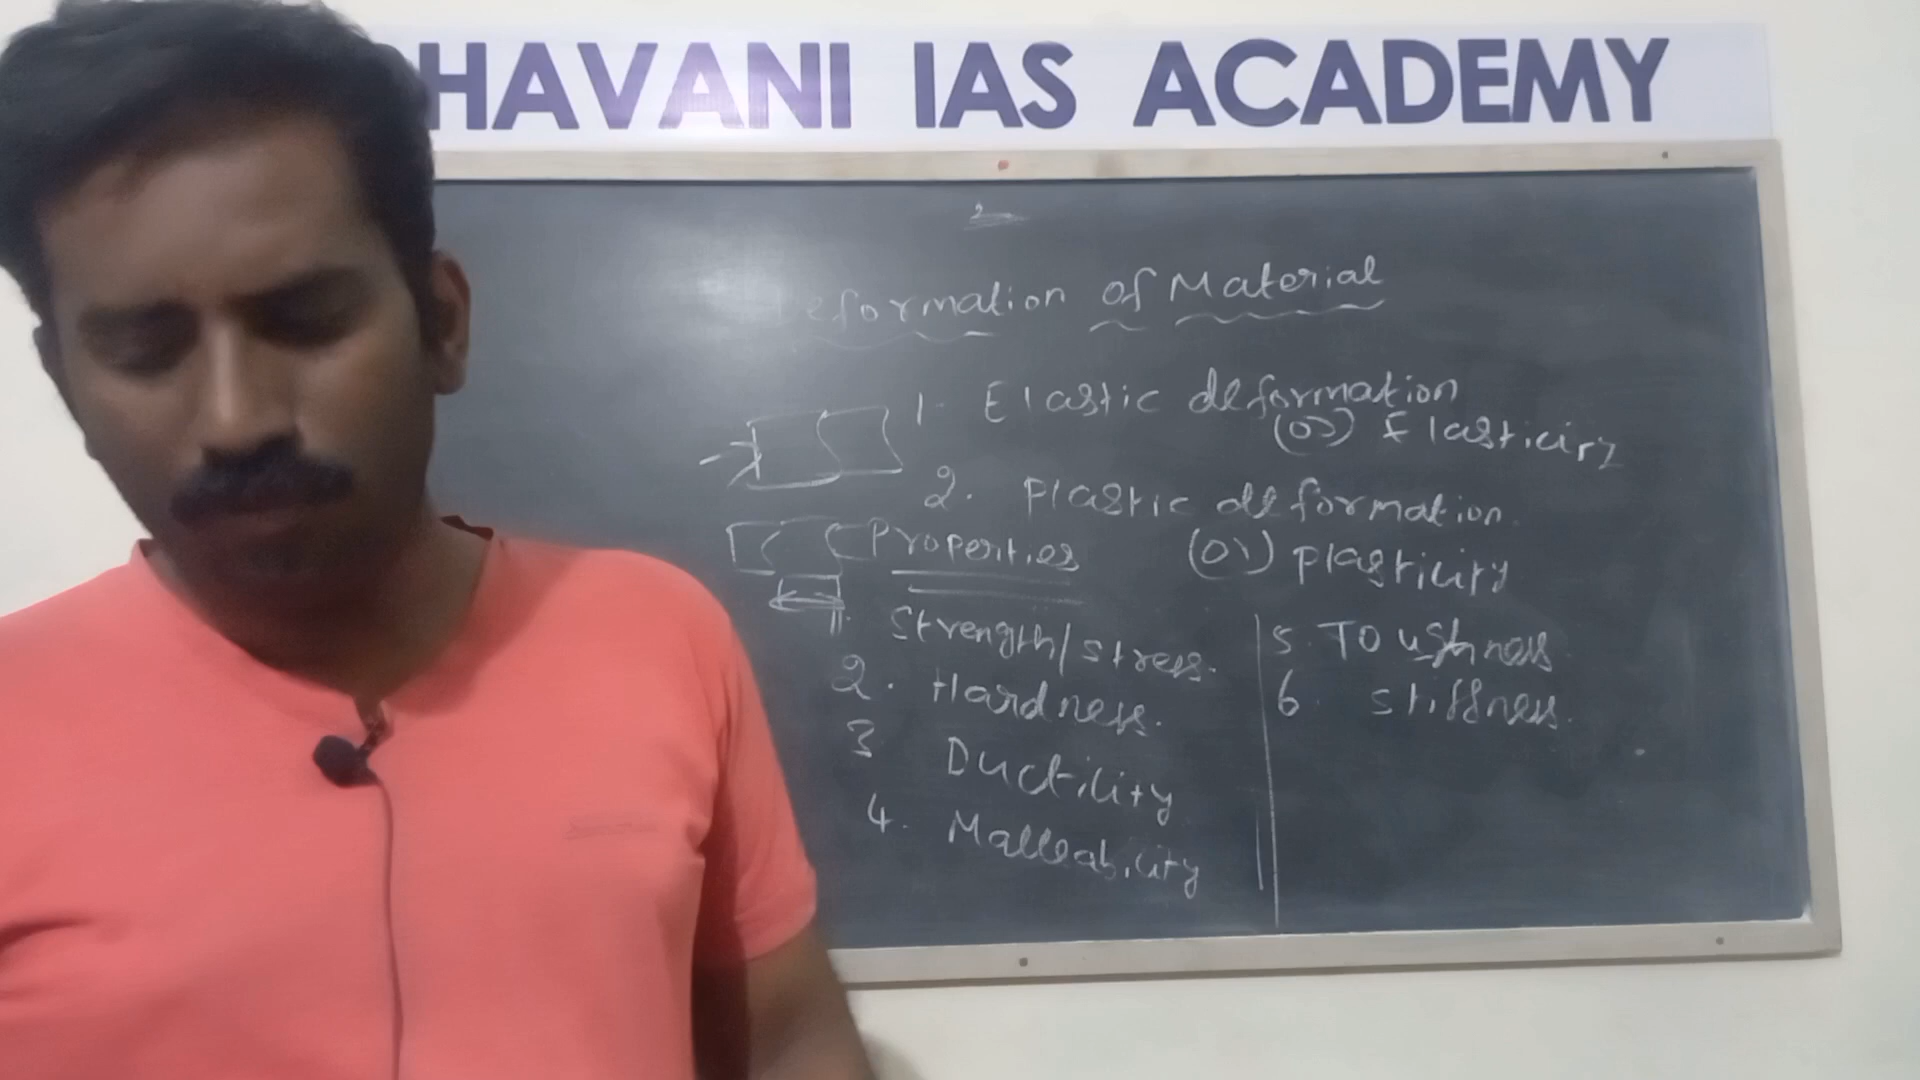 HAVANI IAS ACADEMY
eformation of Material
1. Elastic deformation
(or) Elasticity
2. Plastic deformation.
(or) plasticity
Properties
1. Strength/stress.
2. Hardness.
3 Ductility
4. Malleability
5. Toughness
6 stiffness.